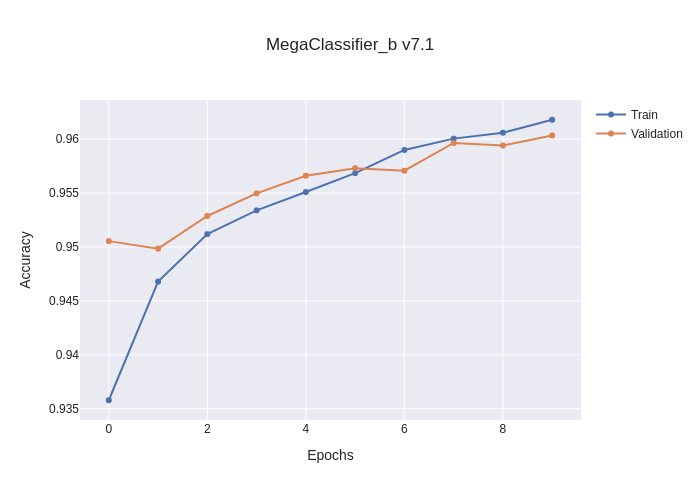 MegaClassifier_b v7.1
Train
Validation
0.96
0.955
0.95
0.945
0.94
0.935
Accuracy
0 2 4 6 8
Epochs